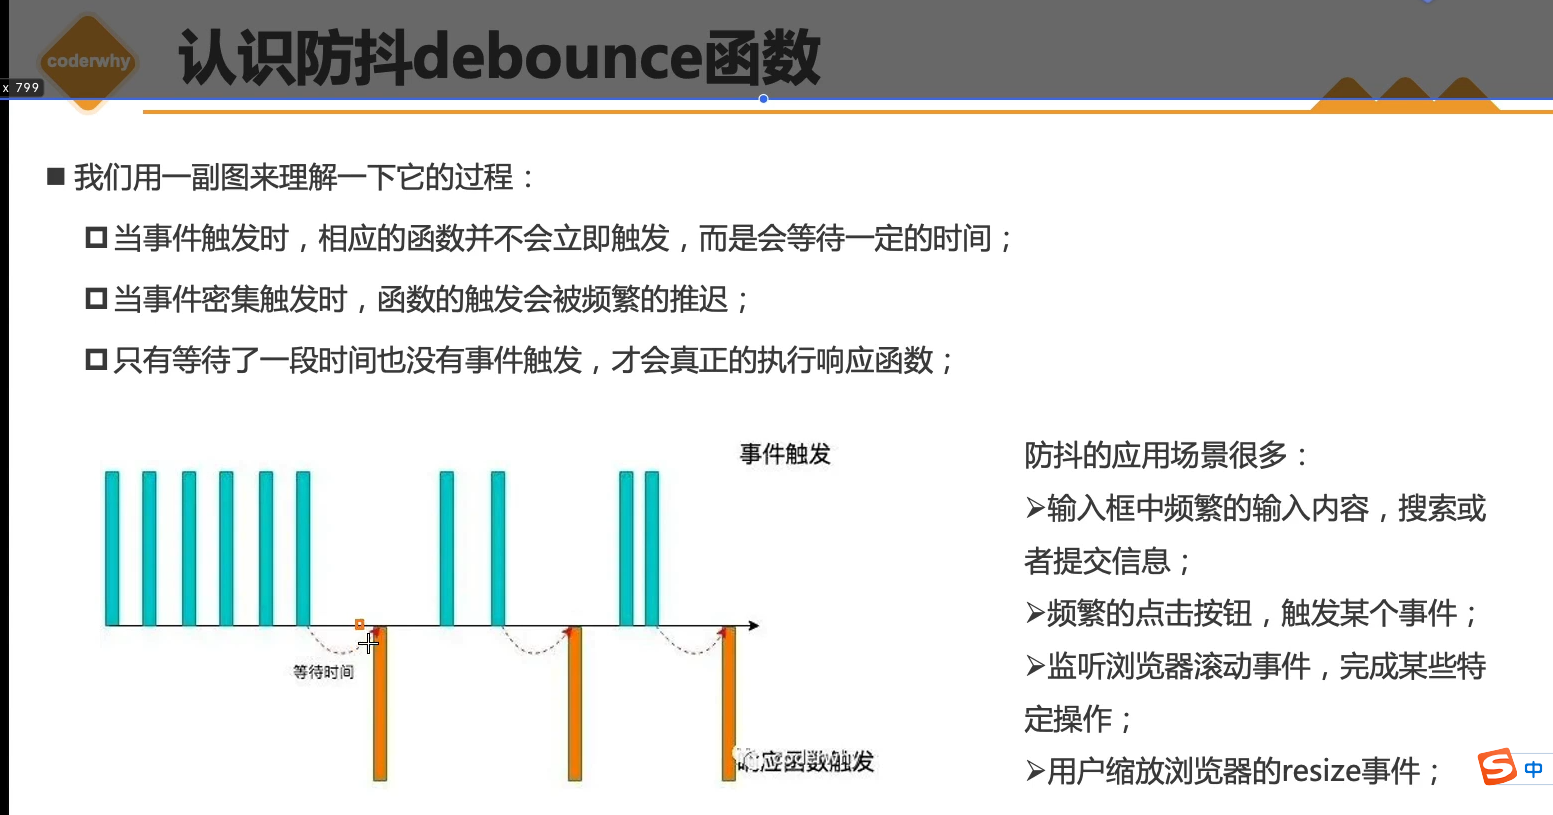 coderwhy
认识防抖debounce函数
x 799
我们用一副图来理解一下它的过程：
当事件触发时，相应的函数并不会立即触发，而是会等待一定的时间；
当事件密集触发时，函数的触发会被频繁的推迟；
只有等待了一段时间也没有事件触发，才会真正的执行响应函数；
事件触发
等待时间
响应函数触发
防抖的应用场景很多：
➢输入框中频繁的输入内容，搜索或
者提交信息；
➢频繁的点击按钮，触发某个事件；
➢监听浏览器滚动事件，完成某些特
定操作；
➢用户缩放浏览器的resize事件；
中